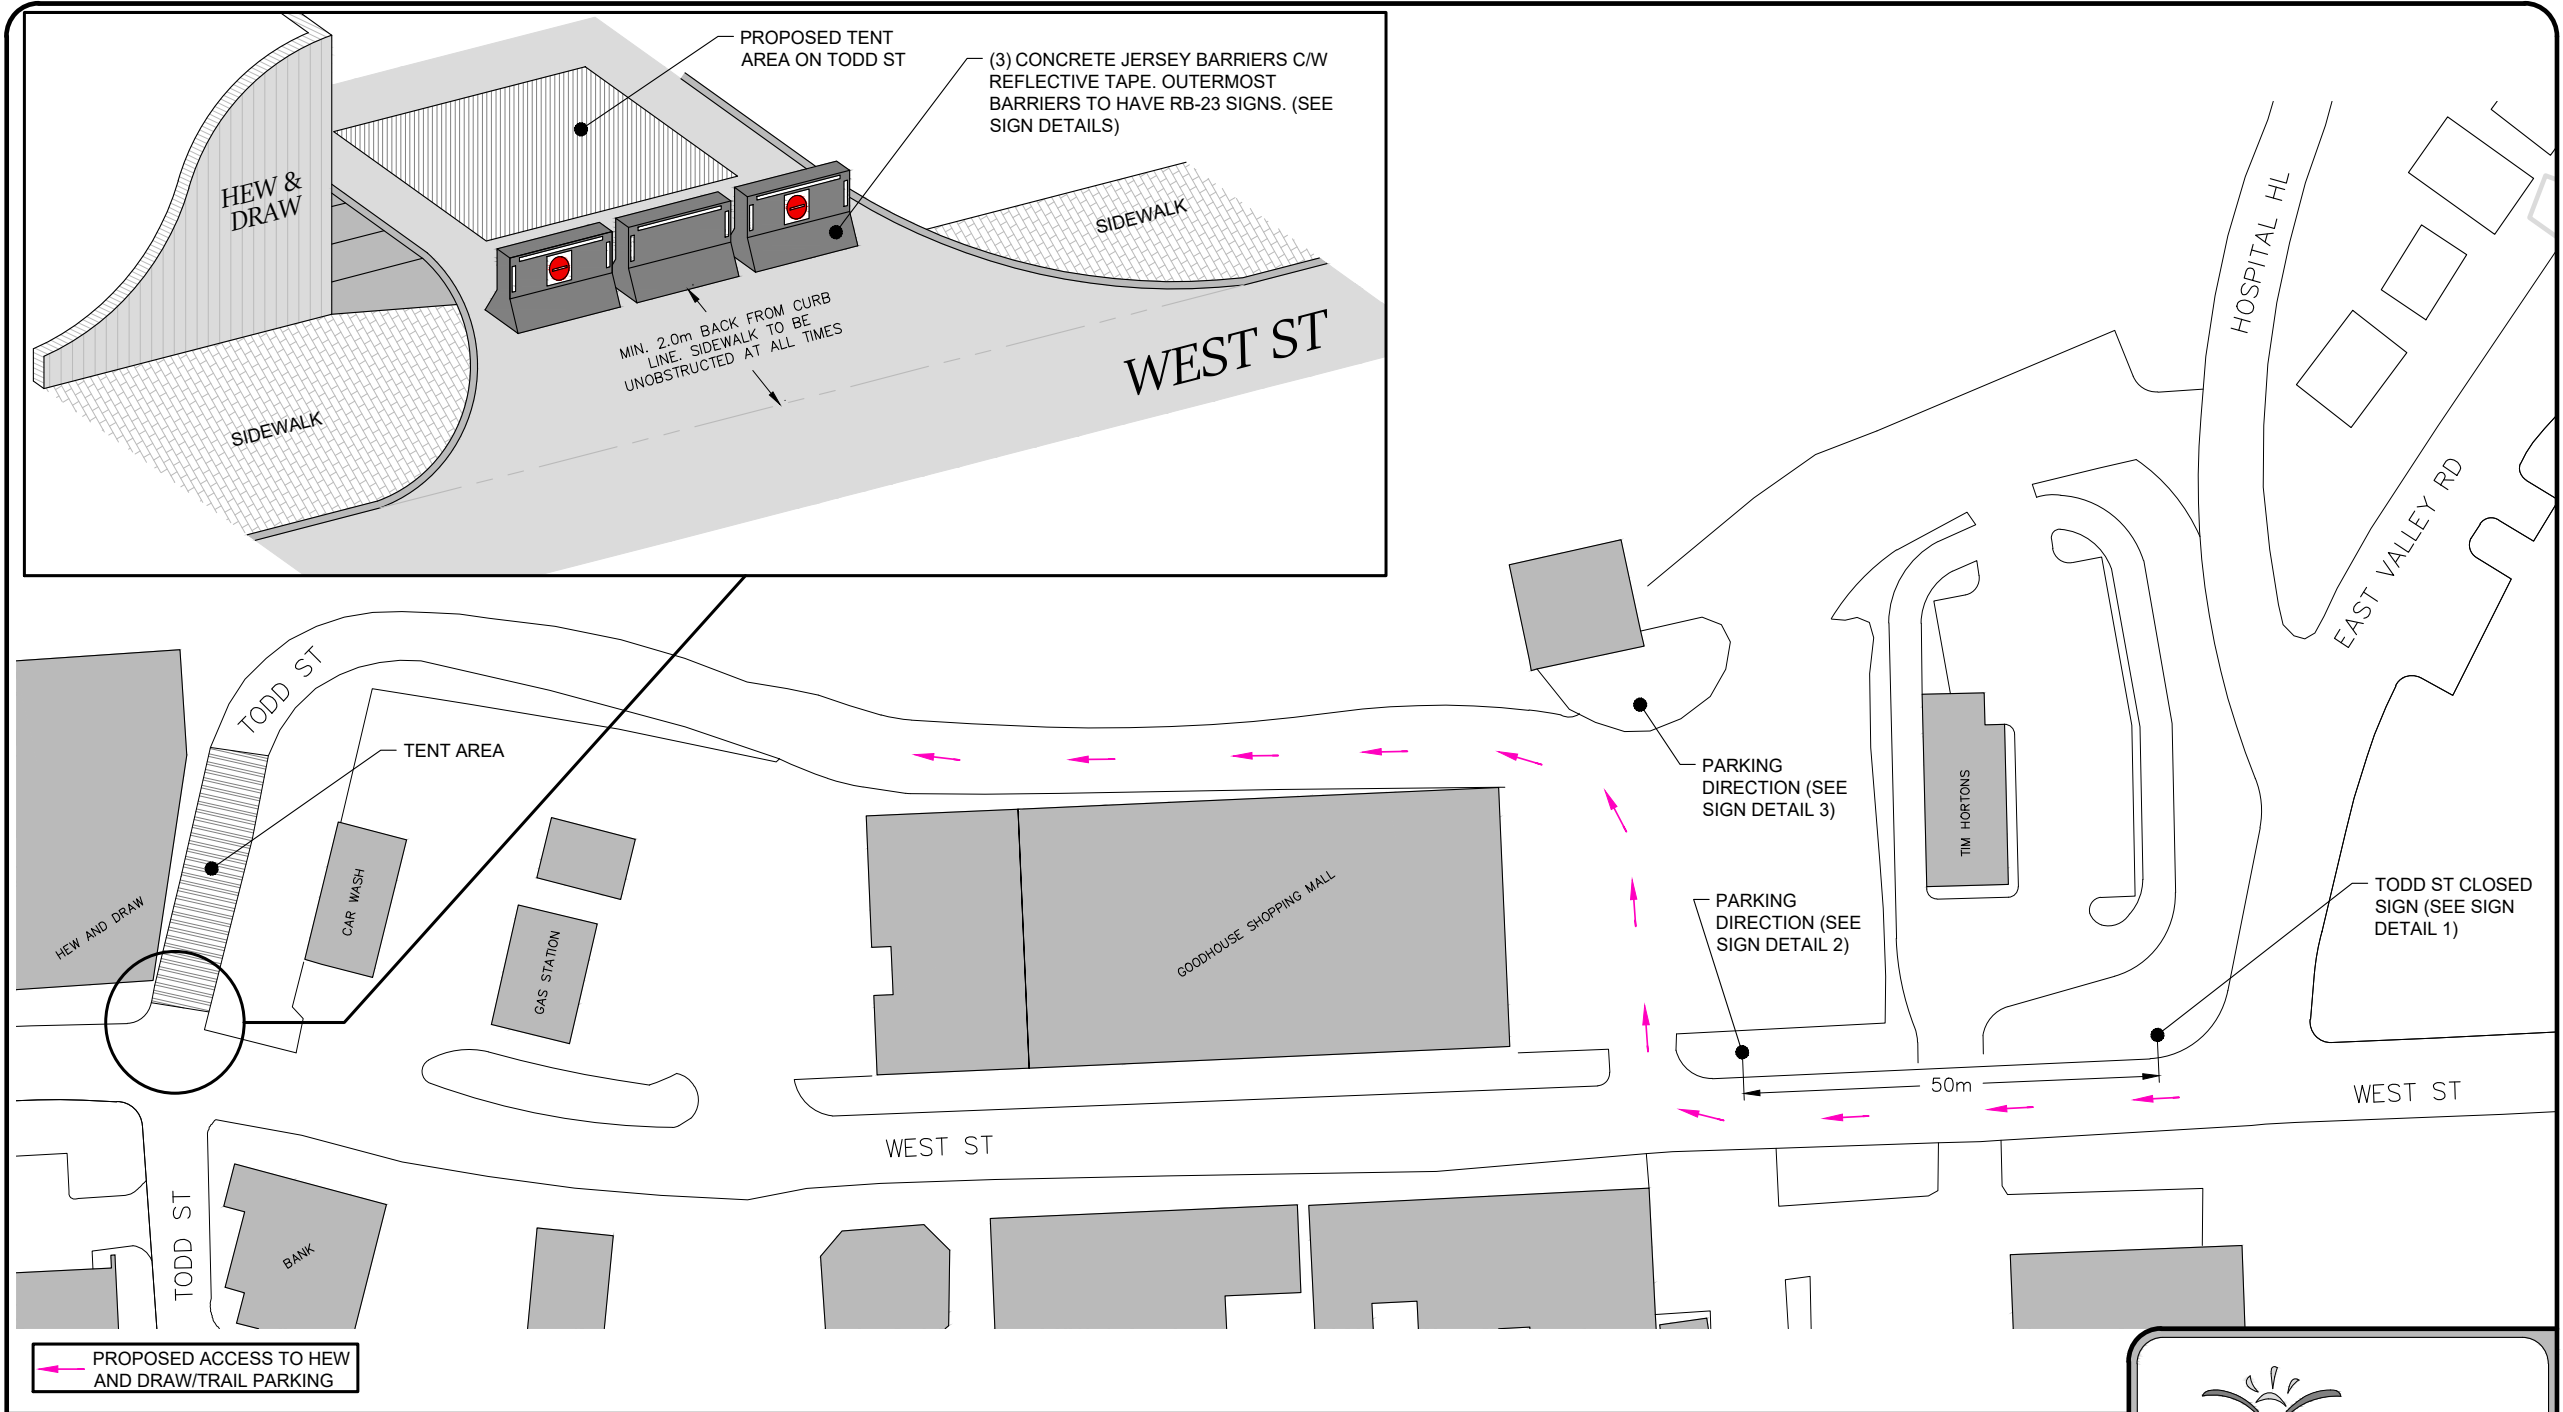 PROPOSED TENT
AREA ON TODD ST
(3) CONCRETE JERSEY BARRIERS C/W
REFLECTIVE TAPE. OUTERMOST
BARRIERS TO HAVE RB-23 SIGNS. (SEE
SIGN DETAILS)
HEW &
DRAW
SIDEWALK
MIN. 2.0m BACK FROM CURB
LINE. SIDEWALK TO BE
UNOBSTRUCTED AT ALL TIMES
WEST ST
SIDEWALK
HOSPITAL HL
EAST VALLEY RD
TODD ST
TENT AREA
HEW AND DRAW
CAR WASH
GAS STATION
GOODHOUSE SHOPPING MALL
PARKING
DIRECTION (SEE
SIGN DETAIL 3)
PARKING
DIRECTION (SEE
SIGN DETAIL 2)
TIM HORTONS
TODD ST CLOSED
SIGN (SEE SIGN
DETAIL 1)
50m
WEST ST
WEST ST
TODD ST
BANK
PROPOSED ACCESS TO HEW
AND DRAW/TRAIL PARKING